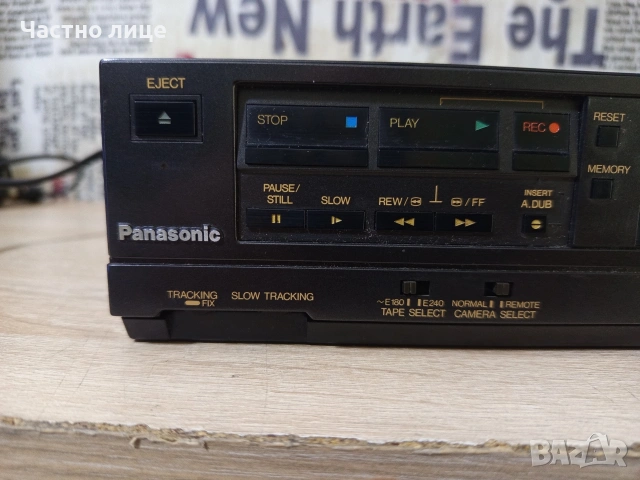 Частно лице
The Earth New
EJECT
STOP
PLAY
REC
RESET
MEMORY
PAUSE/
STILL
SLOW
REW/
/FF
INSERT
A.DUB
Panasonic
TRACKING
FIX
SLOW TRACKING
~E180
E240
TAPE SELECT
NORMAL
REMOTE
CAMERA SELECT
BAZAR